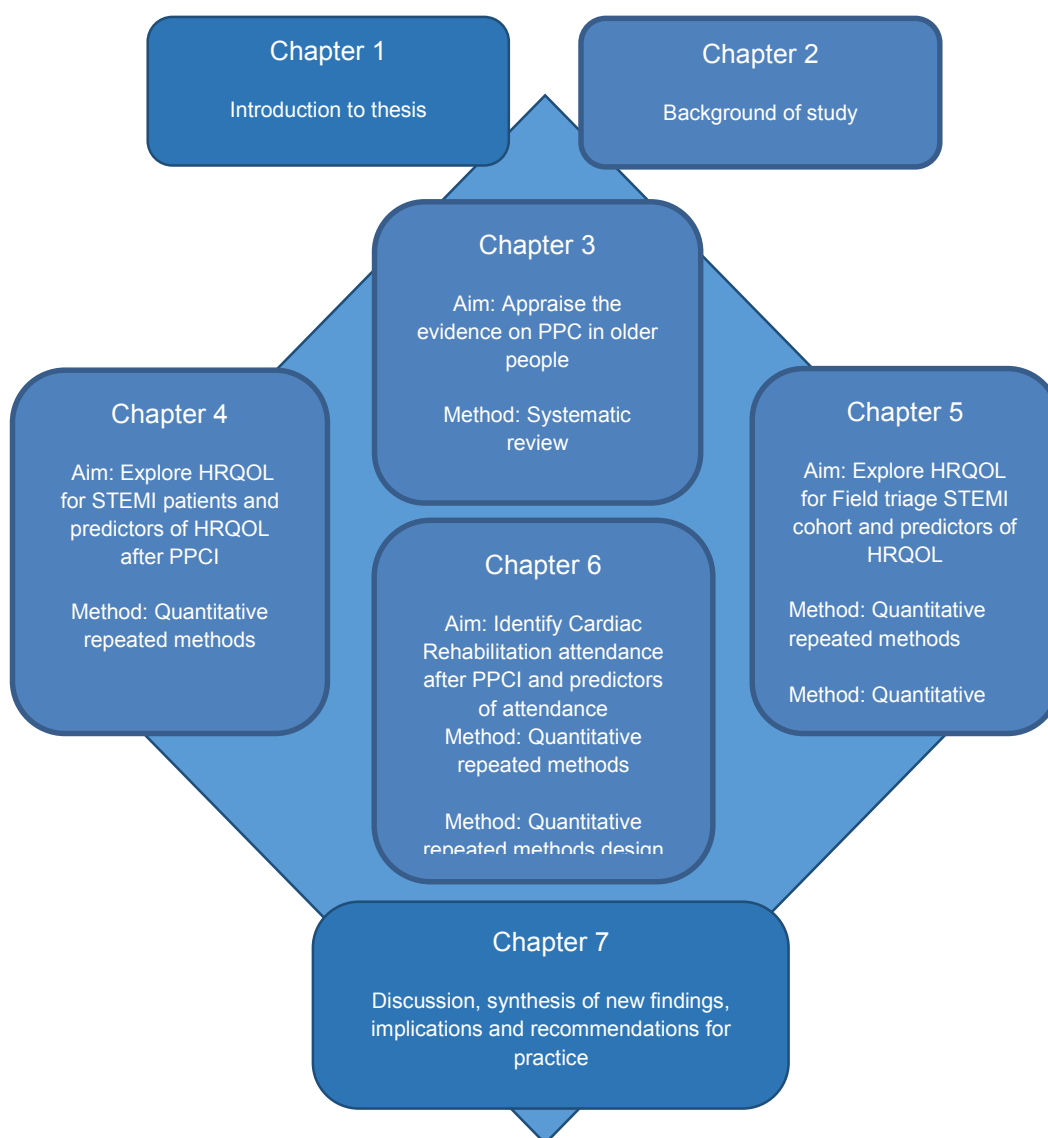 Chapter 1
Introduction to thesis
Chapter 2
Background of study
Chapter 3
Aim: Appraise the
evidence on PPC in older
people
Method: Systematic
review
Chapter 4
Aim: Explore HRQOL
for STEMI patients and
predictors of HRQOL
after PPCI
Method: Quantitative
repeated methods
Chapter 5
Aim: Explore HRQOL
for Field triage STEMI
cohort and predictors of
HRQOL
Method: Quantitative
repeated methods
Method: Quantitative
Chapter 6
Aim: Identify Cardiac
Rehabilitation attendance
after PPCI and predictors
of attendance
Method: Quantitative
repeated methods
Method: Quantitative
repeated methods design
Chapter 7
Discussion, synthesis of new findings,
implications and recommendations for
practice